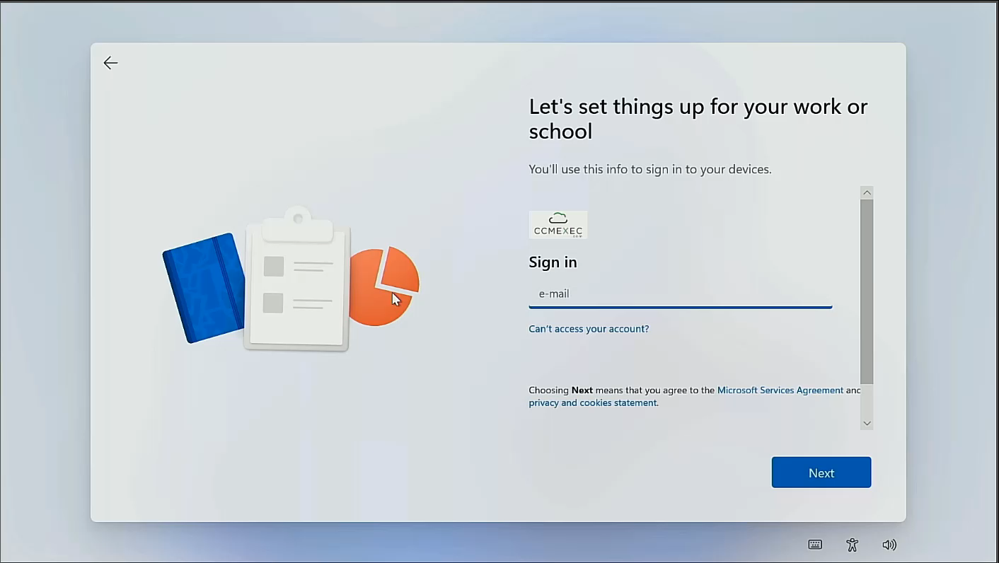 Let's set things up for your work or
school
You'll use this info to sign in to your devices.
CCMEXEC
.com
Sign in
e-mail
Can't access your account?
Choosing Next means that you agree to the Microsoft Services Agreement and
privacy and cookies statement.
Next